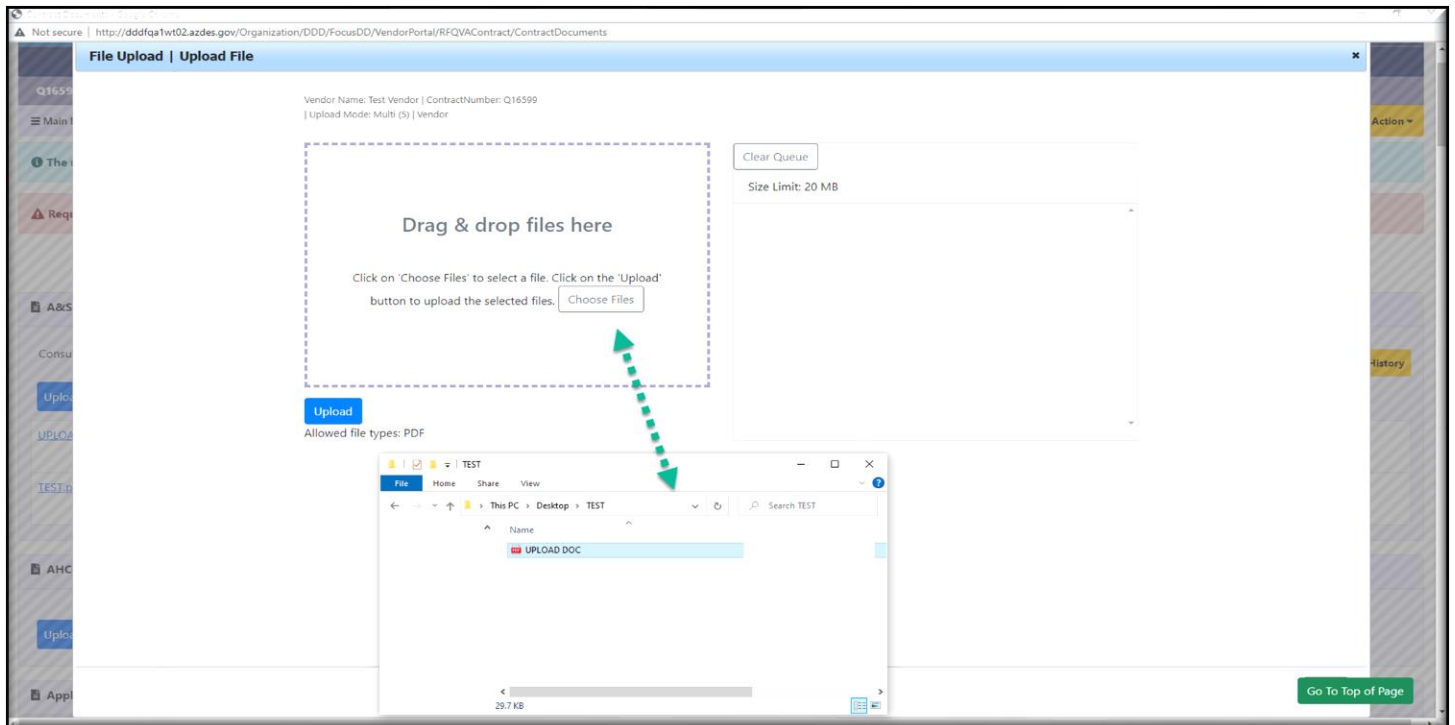 Not secure | http://dddfqa1wt02.azdes.gov/Organization/DDD/FocusDD/VendorPortal/RFQVAContract/ContractDocuments
File Upload | Upload File
×
Q1659
Main
Action
The
Requ
A&S
Consu
History
Uploa
UPLOA
TEST.p
AHC
Uploa
Appl
Vendor Name: Test Vendor | ContractNumber: Q16599
| Upload Mode: Multi (5) | Vendor
Drag & drop files here
Click on 'Choose Files' to select a file. Click on the 'Upload'
button to upload the selected files. Choose Files
Clear Queue
Size Limit: 20 MB
Upload
Allowed file types: PDF
TEST
File Home Share View
This PC › Desktop › TEST
Search TEST
Name
UPLOAD DOC
29.7 KB
Go To Top of Page